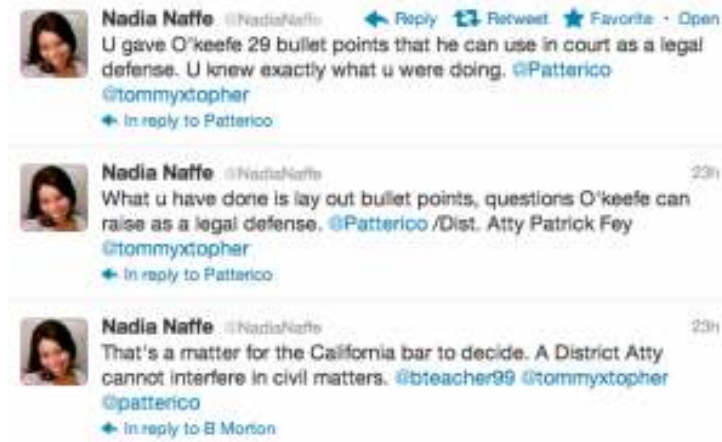 Nadia Naffe @NadiaNaffe Reply Retweet Favorite · Open
U gave O'keefe 29 bullet points that he can use in court as a legal
defense. U knew exactly what u were doing. @Patterico
@tommyxtopher
In reply to Patterico
Nadia Naffe @NadiaNaffe 23h
What u have done is lay out bullet points, questions O'keefe can
raise as a legal defense. @Patterico /Dist. Atty Patrick Fey
@tommyxtopher
In reply to Patterico
Nadia Naffe @NadiaNaffe 23h
That's a matter for the California bar to decide. A District Atty
cannot interfere in civil matters. @bteacher99 @tommyxtopher
@patterico
In reply to B Morton